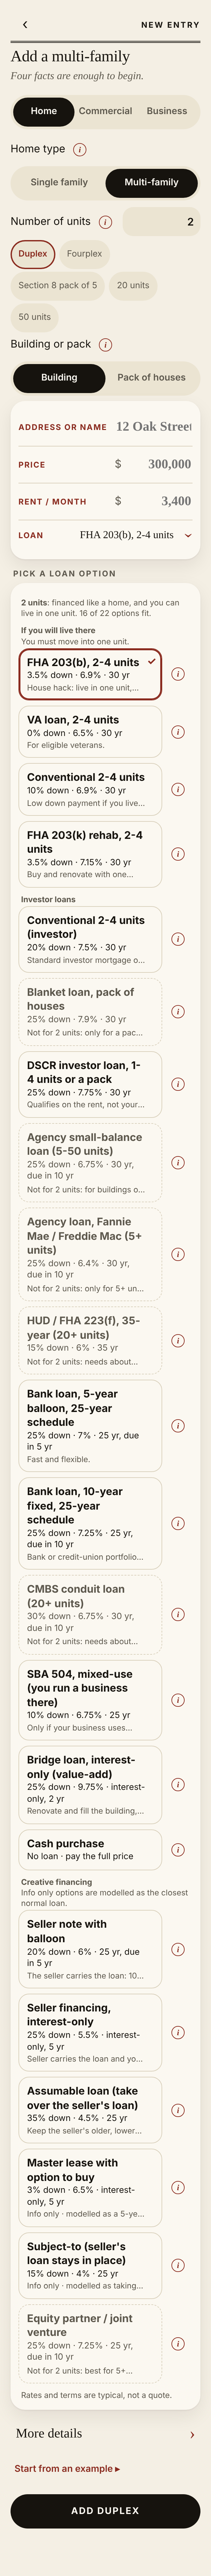 NEW ENTRY
Add a multi-family
Four facts are enough to begin.
Home Commercial Business
Home type i
Single family Multi-family
Number of units i 2
Duplex Fourplex
Section 8 pack of 5 20 units
50 units
Building or pack i
Building Pack of houses
ADDRESS OR NAME 12 Oak Street
PRICE $ 300,000
RENT / MONTH $ 3,400
LOAN FHA 203(b), 2-4 units
PICK A LOAN OPTION
2 units: financed like a home, and you can
live in one unit. 16 of 22 options fit.
If you will live there
You must move into one unit.
FHA 203(b), 2-4 units
3.5% down · 6.9% · 30 yr
House hack: live in one unit,...
i
VA loan, 2-4 units
0% down · 6.5% · 30 yr
For eligible veterans.
i
Conventional 2-4 units
10% down · 6.9% · 30 yr
Low down payment if you live...
i
FHA 203(k) rehab, 2-4
units
3.5% down · 7.15% · 30 yr
Buy and renovate with one...
i
Investor loans
Conventional 2-4 units
(investor)
20% down · 7.5% · 30 yr
Standard investor mortgage o...
i
Blanket loan, pack of
houses
25% down · 7.9% · 30 yr
Not for 2 units: only for a pac...
i
DSCR investor loan, 1-
4 units or a pack
25% down · 7.75% · 30 yr
Qualifies on the rent, not your...
i
Agency small-balance
loan (5-50 units)
25% down · 6.75% · 30 yr,
due in 10 yr
Not for 2 units: for buildings o...
i
Agency loan, Fannie
Mae / Freddie Mac (5+
units)
25% down · 6.4% · 30 yr,
due in 10 yr
Not for 2 units: only for 5+ un...
i
HUD / FHA 223(f), 35-
year (20+ units)
15% down · 6% · 35 yr
Not for 2 units: needs about...
i
Bank loan, 5-year
balloon, 25-year
schedule
25% down · 7% · 25 yr, due
in 5 yr
Fast and flexible.
i
Bank loan, 10-year
fixed, 25-year
schedule
25% down · 7.25% · 25 yr,
due in 10 yr
Bank or credit-union portfolio...
i
CMBS conduit loan
(20+ units)
30% down · 6.75% · 30 yr,
due in 10 yr
Not for 2 units: needs about...
i
SBA 504, mixed-use
(you run a business
there)
10% down · 6.75% · 25 yr
Only if your business uses...
i
Bridge loan, interest-
only (value-add)
25% down · 9.75% · interest-
only, 2 yr
Renovate and fill the building,...
i
Cash purchase
No loan · pay the full price
i
Creative financing
Info only options are modelled as the closest
normal loan.
Seller note with
balloon
20% down · 6% · 25 yr, due
in 5 yr
The seller carries the loan: 10...
i
Seller financing,
interest-only
25% down · 5.5% · interest-
only, 5 yr
Seller carries the loan and yo...
i
Assumable loan (take
over the seller's loan)
35% down · 4.5% · 25 yr
Keep the seller's older, lower...
i
Master lease with
option to buy
3% down · 6.5% · interest-
only, 5 yr
Info only · modelled as a 5-ye...
i
Subject-to (seller's
loan stays in place)
15% down · 4% · 25 yr
Info only · modelled as taking...
i
Equity partner / joint
venture
25% down · 7.25% · 25 yr,
due in 10 yr
Not for 2 units: best for 5+...
i
Rates and terms are typical, not a quote.
More details
Start from an example ▸
ADD DUPLEX